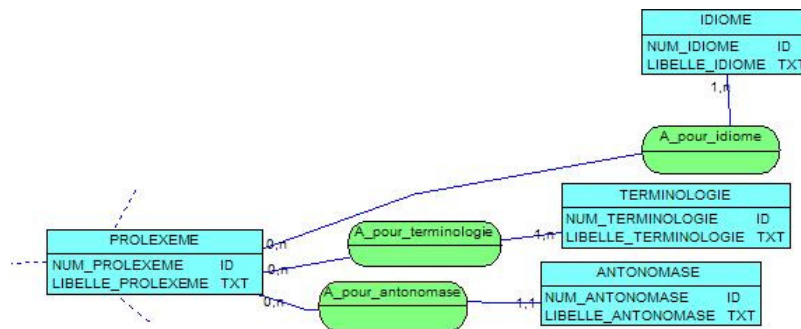 IDIOME
NUM_IDIOME ID
LIBELLE_IDIOME TXT
1,n
A_pour_idiome
TERMINOLOGIE
NUM_TERMINOLOGIE ID
LIBELLE_TERMINOLOGIE TXT
A_pour_terminologie
1,n
0,n
PROLEXEME
NUM_PROLEXEME ID
LIBELLE_PROLEXEME TXT
0,n
ANTONOMASE
NUM_ANTONOMASE ID
LIBELLE_ANTONOMASE TXT
A_pour_antonomase
0,n
1,1